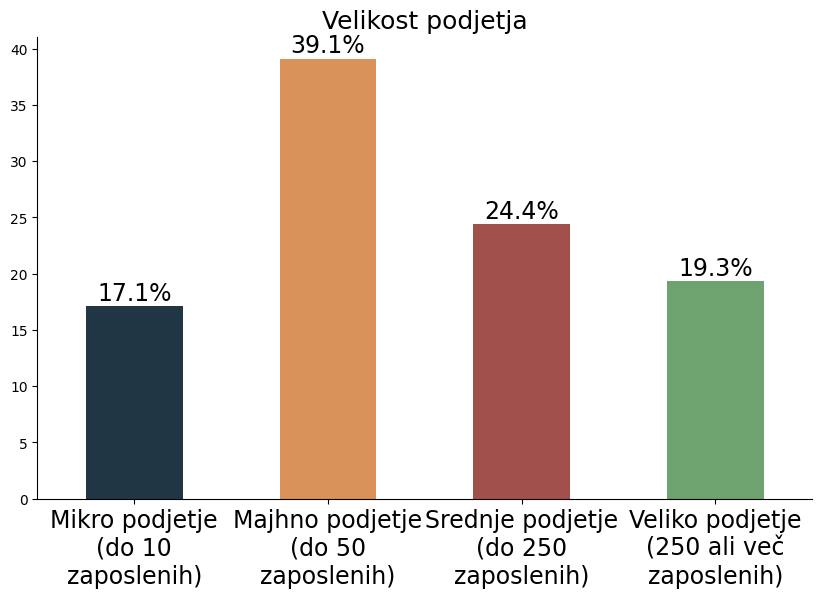 Velikost podjetja
39.1%
24.4%
19.3%
17.1%
40
35
30
25
20
15
10
5
0
Mikro podjetje
(do 10
zaposlenih)
Majhno podjetje
(do 50
zaposlenih)
Srednje podjetje
(do 250
zaposlenih)
Veliko podjetje
(250 ali več
zaposlenih)